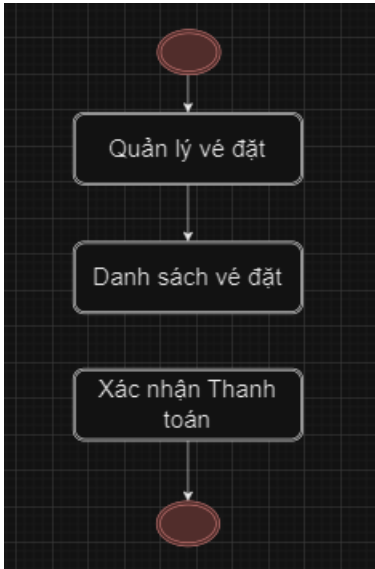 Quản lý vé đặt
Danh sách vé đặt
Xác nhận Thanh
toán